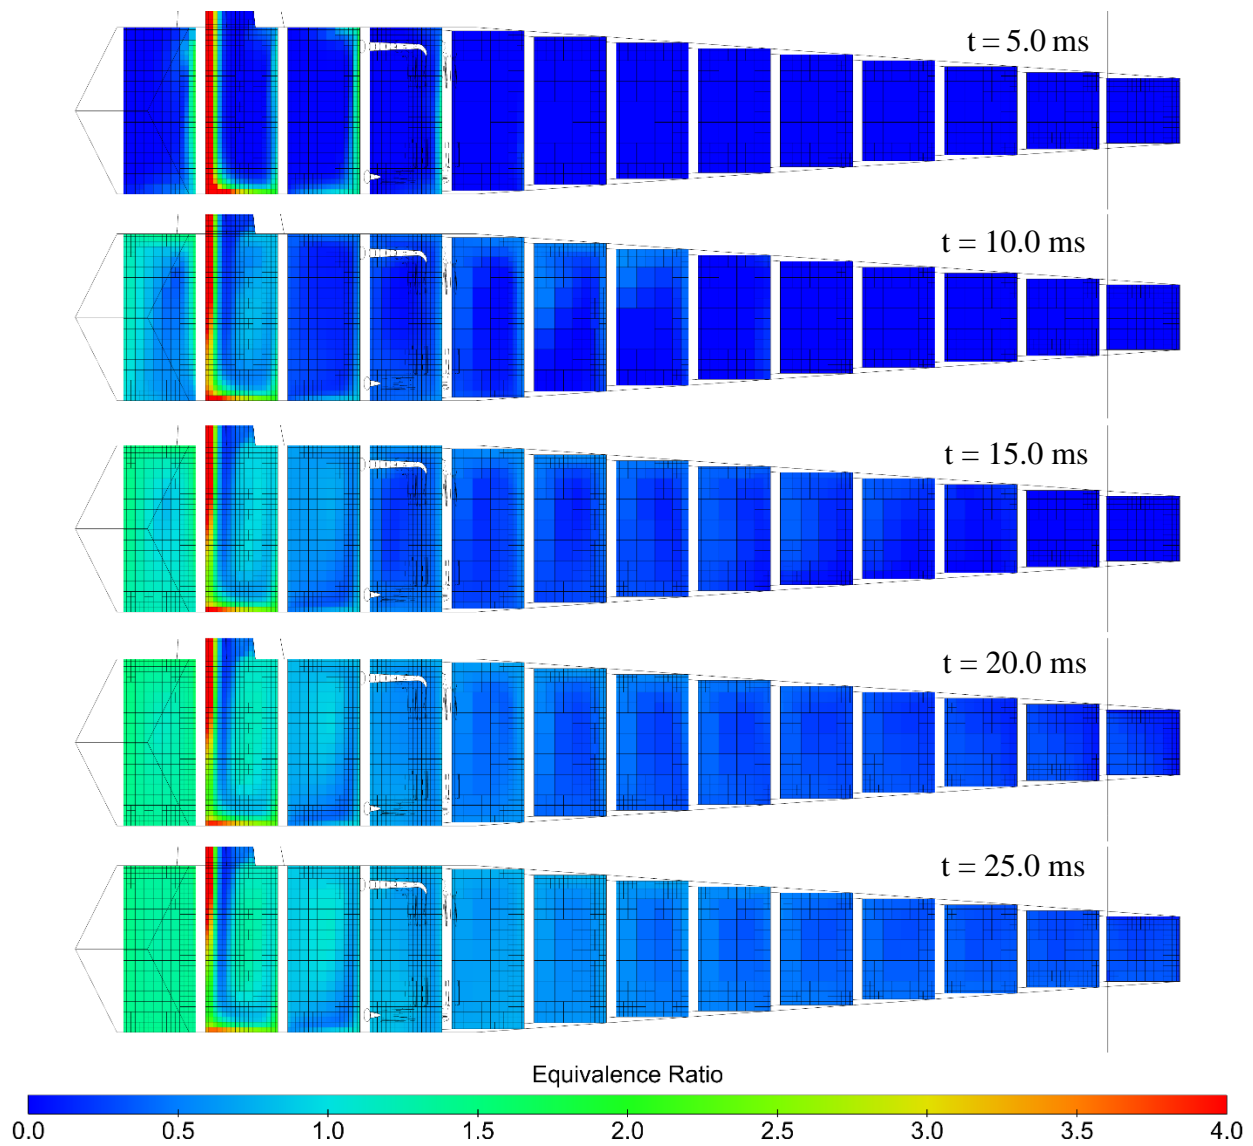 t = 5.0 ms
t = 10.0 ms
t = 15.0 ms
t = 20.0 ms
t = 25.0 ms
Equivalence Ratio
0.0 0.5 1.0 1.5 2.0 2.5 3.0 3.5 4.0